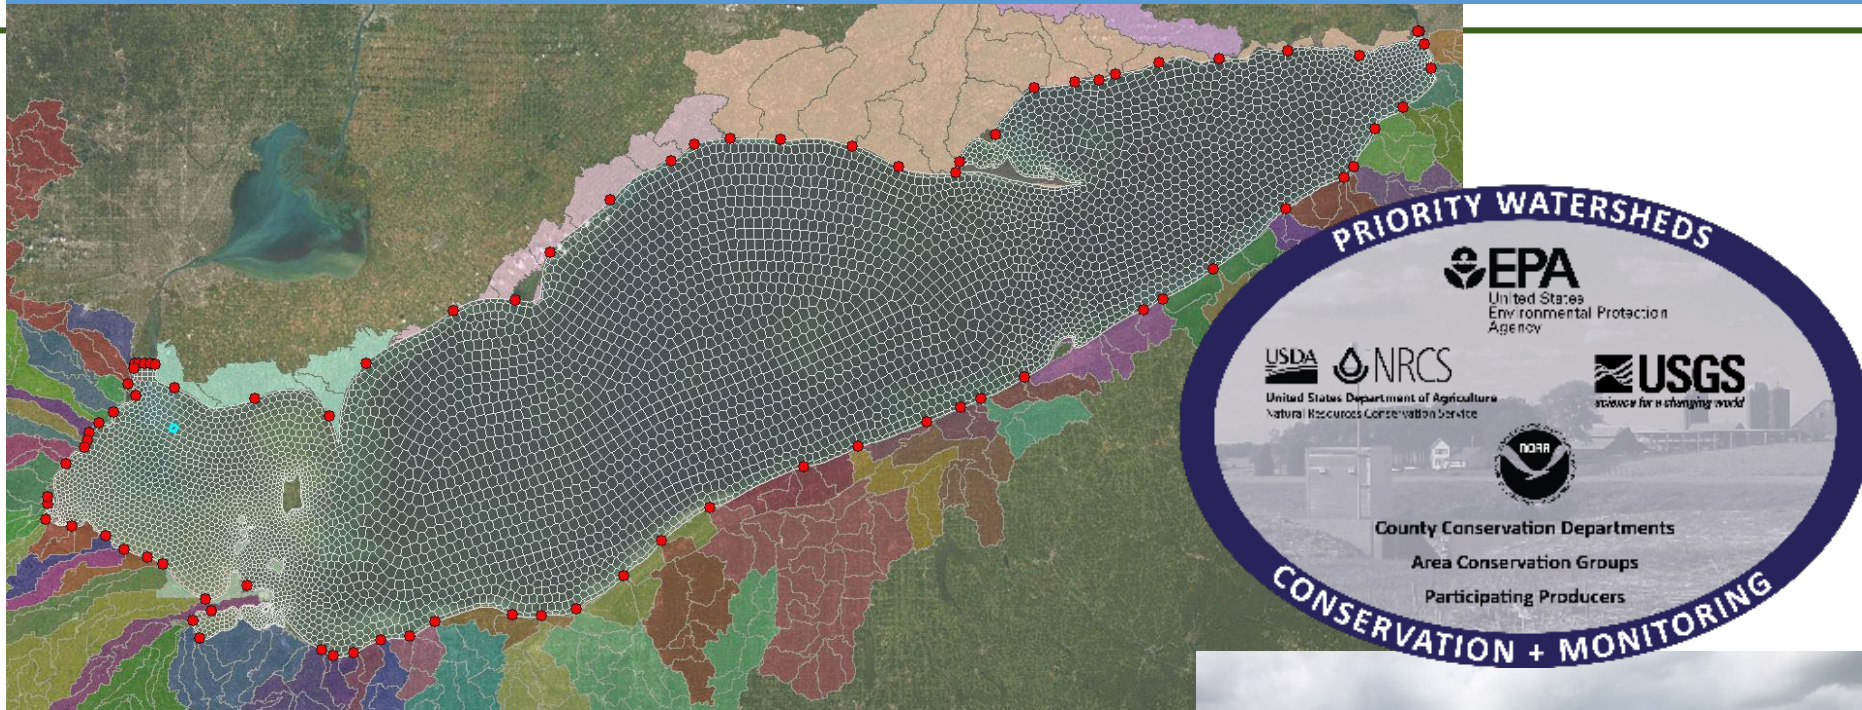 PRIORITY WATERSHEDS
EPA
United States
Environmental Protection
Agency
USDA
NRCS
United States Department of Agriculture
Natural Resources Conservation Service
USGS
science for a changing world
NOAA
County Conservation Departments
Area Conservation Groups
Participating Producers
CONSERVATION + MONITORING